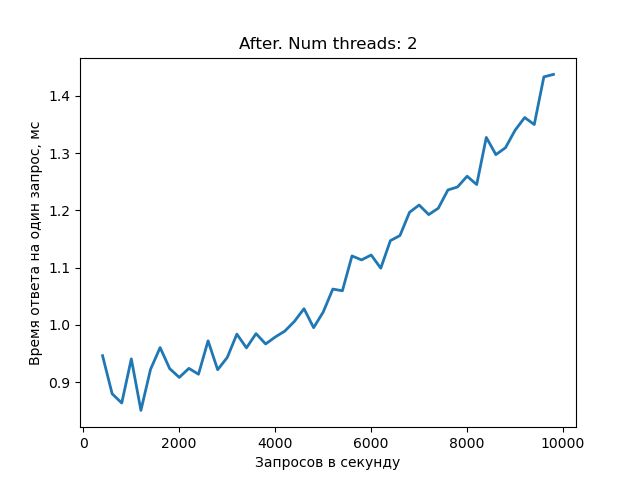 After. Num threads: 2
Время ответа на один запрос, мс
1.4
1.3
1.2
1.1
1.0
0.9
0 2000 4000 6000 8000 10000
Запросов в секунду